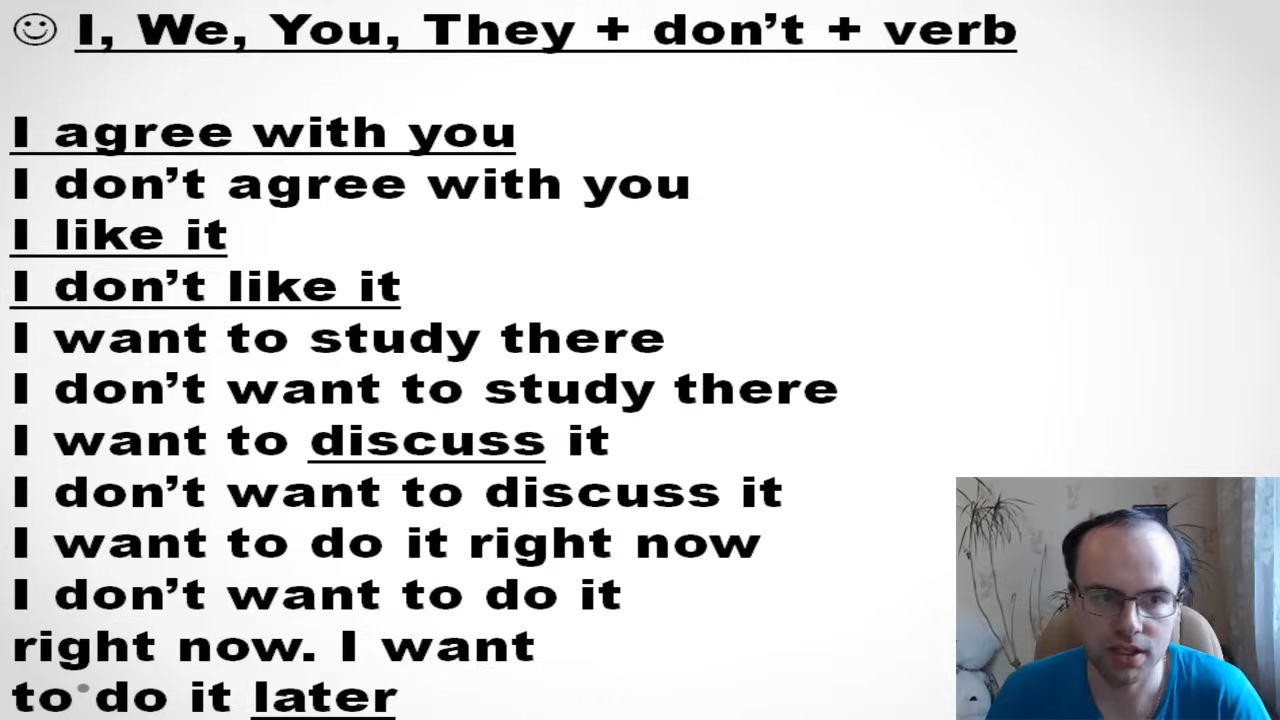 I, We, You, They + don’t + verb
I agree with you
I don’t agree with you
I like it
I don’t like it
I want to study there
I don’t want to study there
I want to discuss it
I don’t want to discuss it
I want to do it right now
I don’t want to do it
right now. I want
to do it later